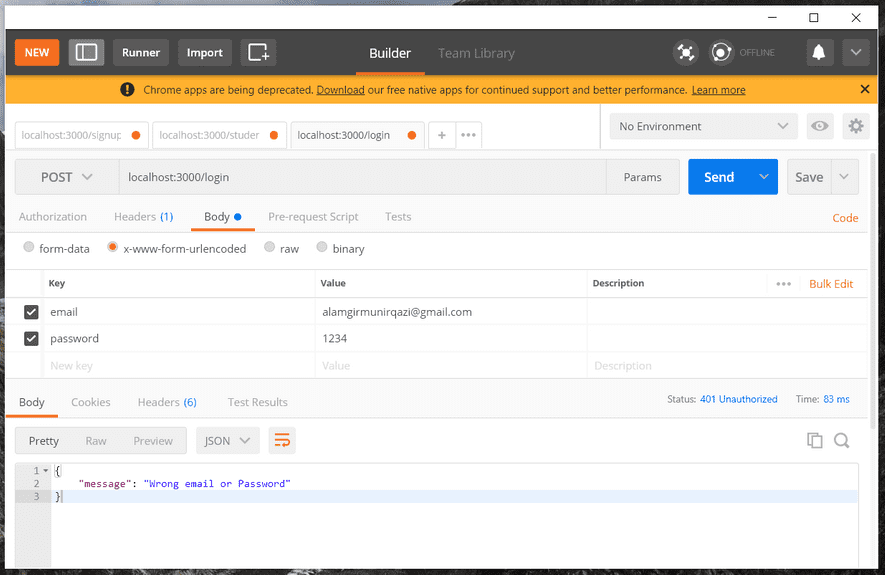 NEW Runner Import Builder Team Library OFFLINE
Chrome apps are being deprecated. Download our free native apps for continued support and better performance. Learn more
localhost:3000/signup localhost:3000/studer localhost:3000/login + ••• No Environment
POST localhost:3000/login Params Send Save
Authorization Headers (1) Body Pre-request Script Tests Code
form-data x-www-form-urlencoded raw binary
Key Value Description ••• Bulk Edit
email alamgirmunirqazi@gmail.com
password 1234
New key Value Description
Body Cookies Headers (6) Test Results Status: 401 Unauthorized Time: 83 ms
Pretty Raw Preview JSON
1 {
2 "message": "Wrong email or Password"
3 }